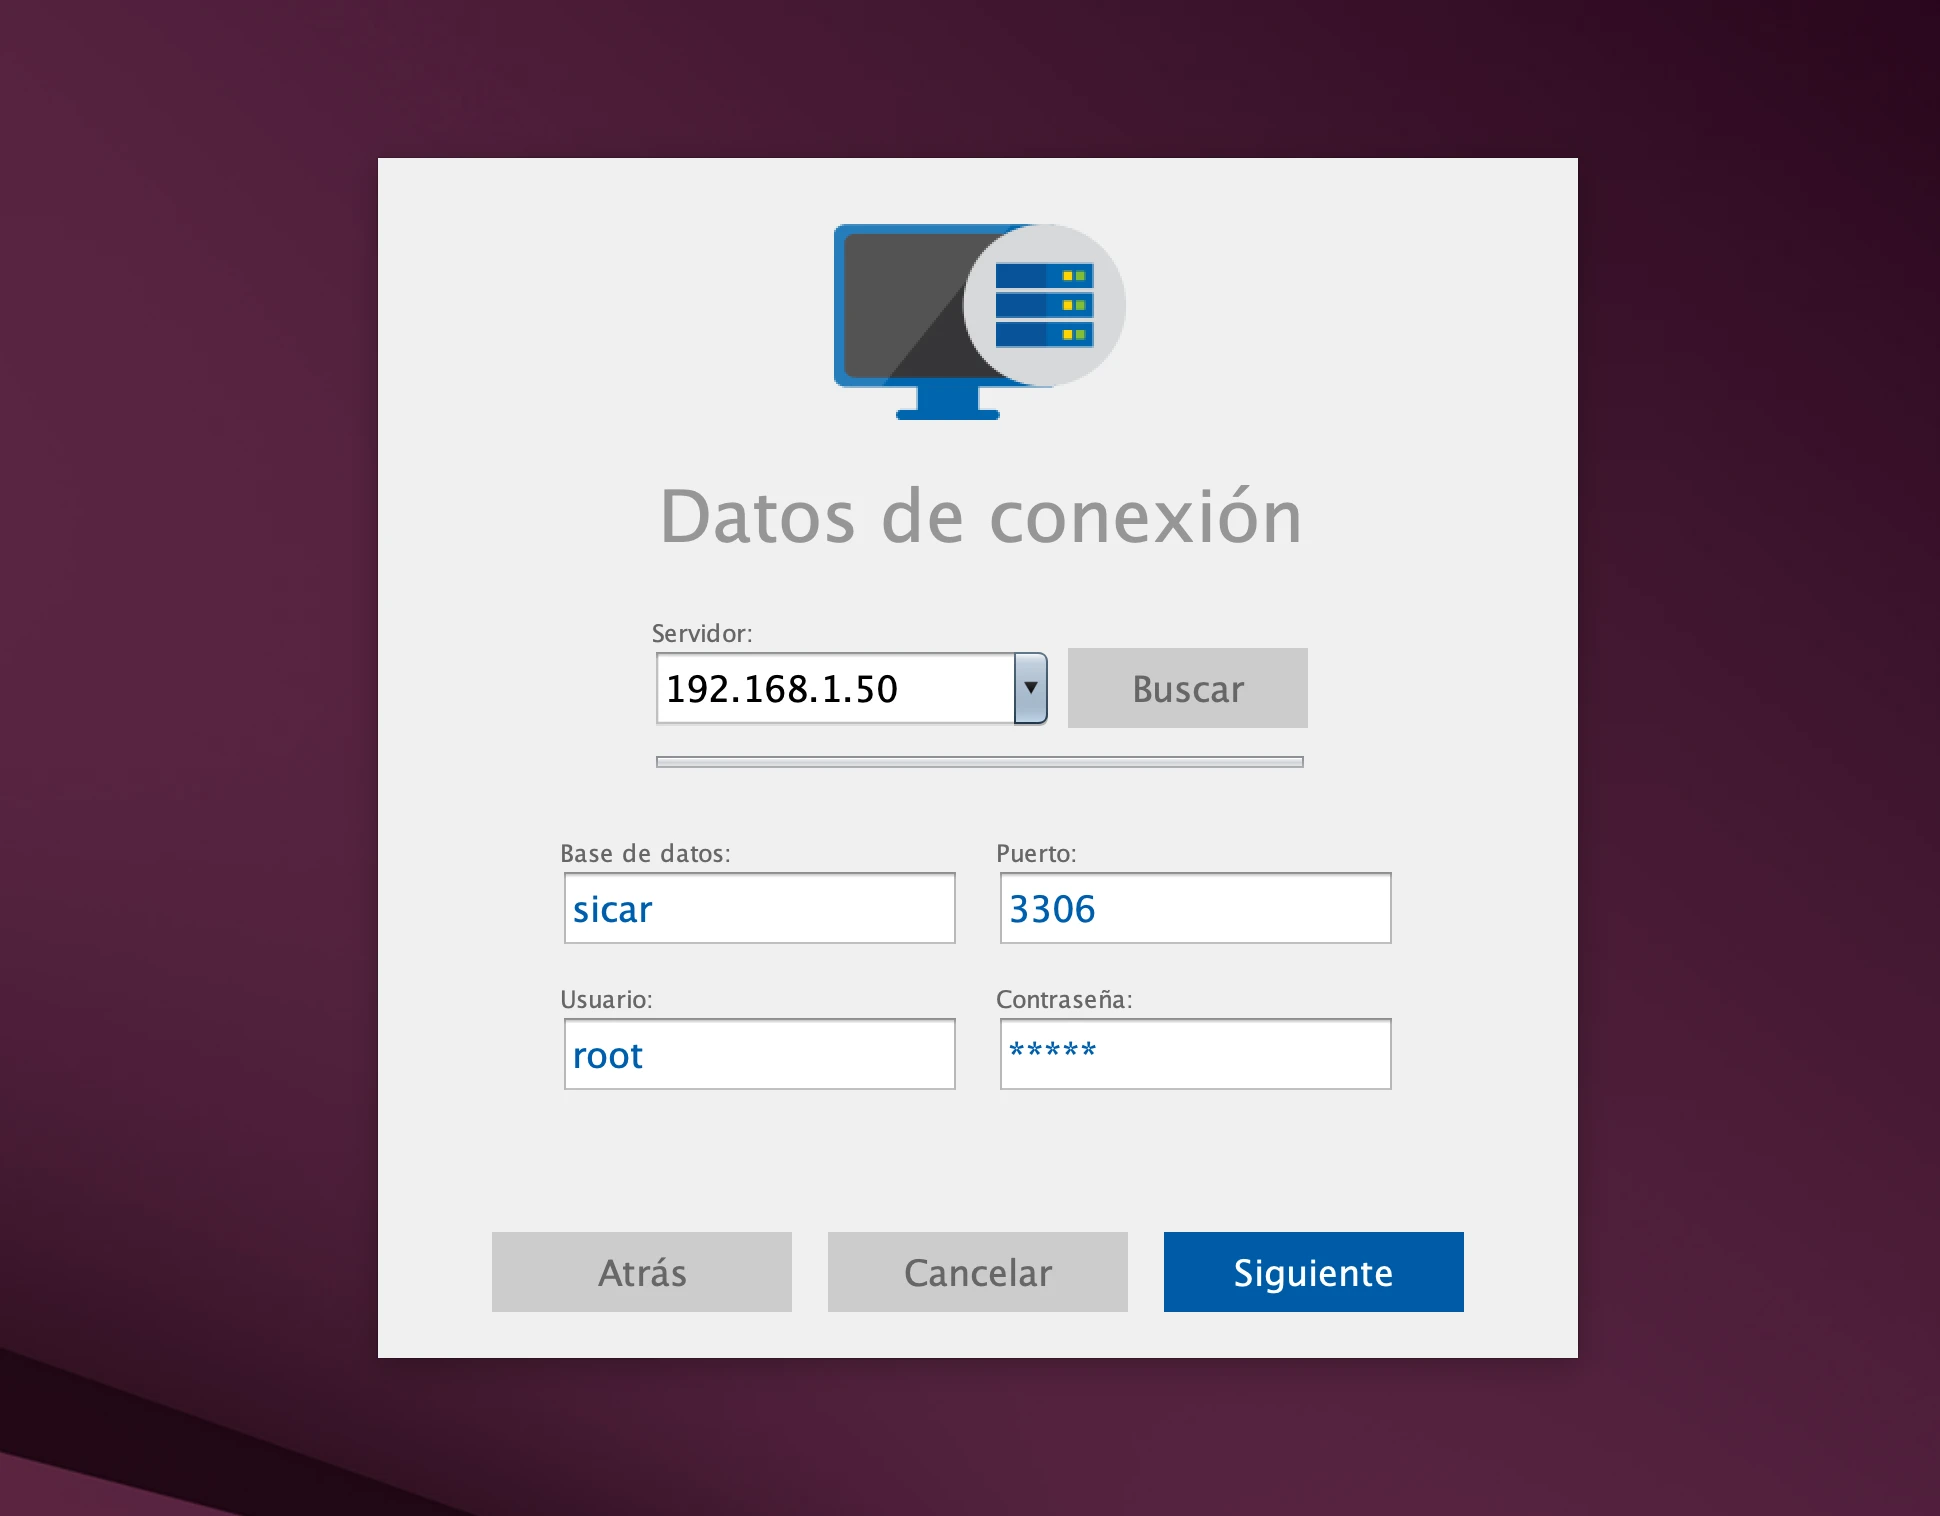 Datos de conexión
Servidor:
192.168.1.50
Buscar
Base de datos:
Puerto:
sicar
3306
Usuario:
Contraseña:
root
*****
Atrás
Cancelar
Siguiente